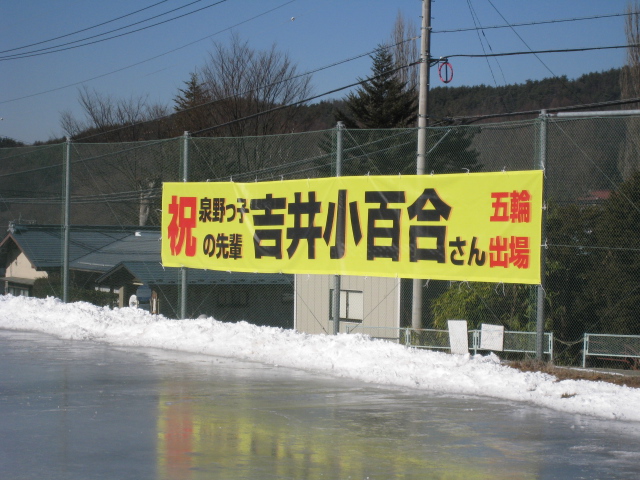 祝
泉野っ子
の先輩
吉井小百合さん
五輪
出場